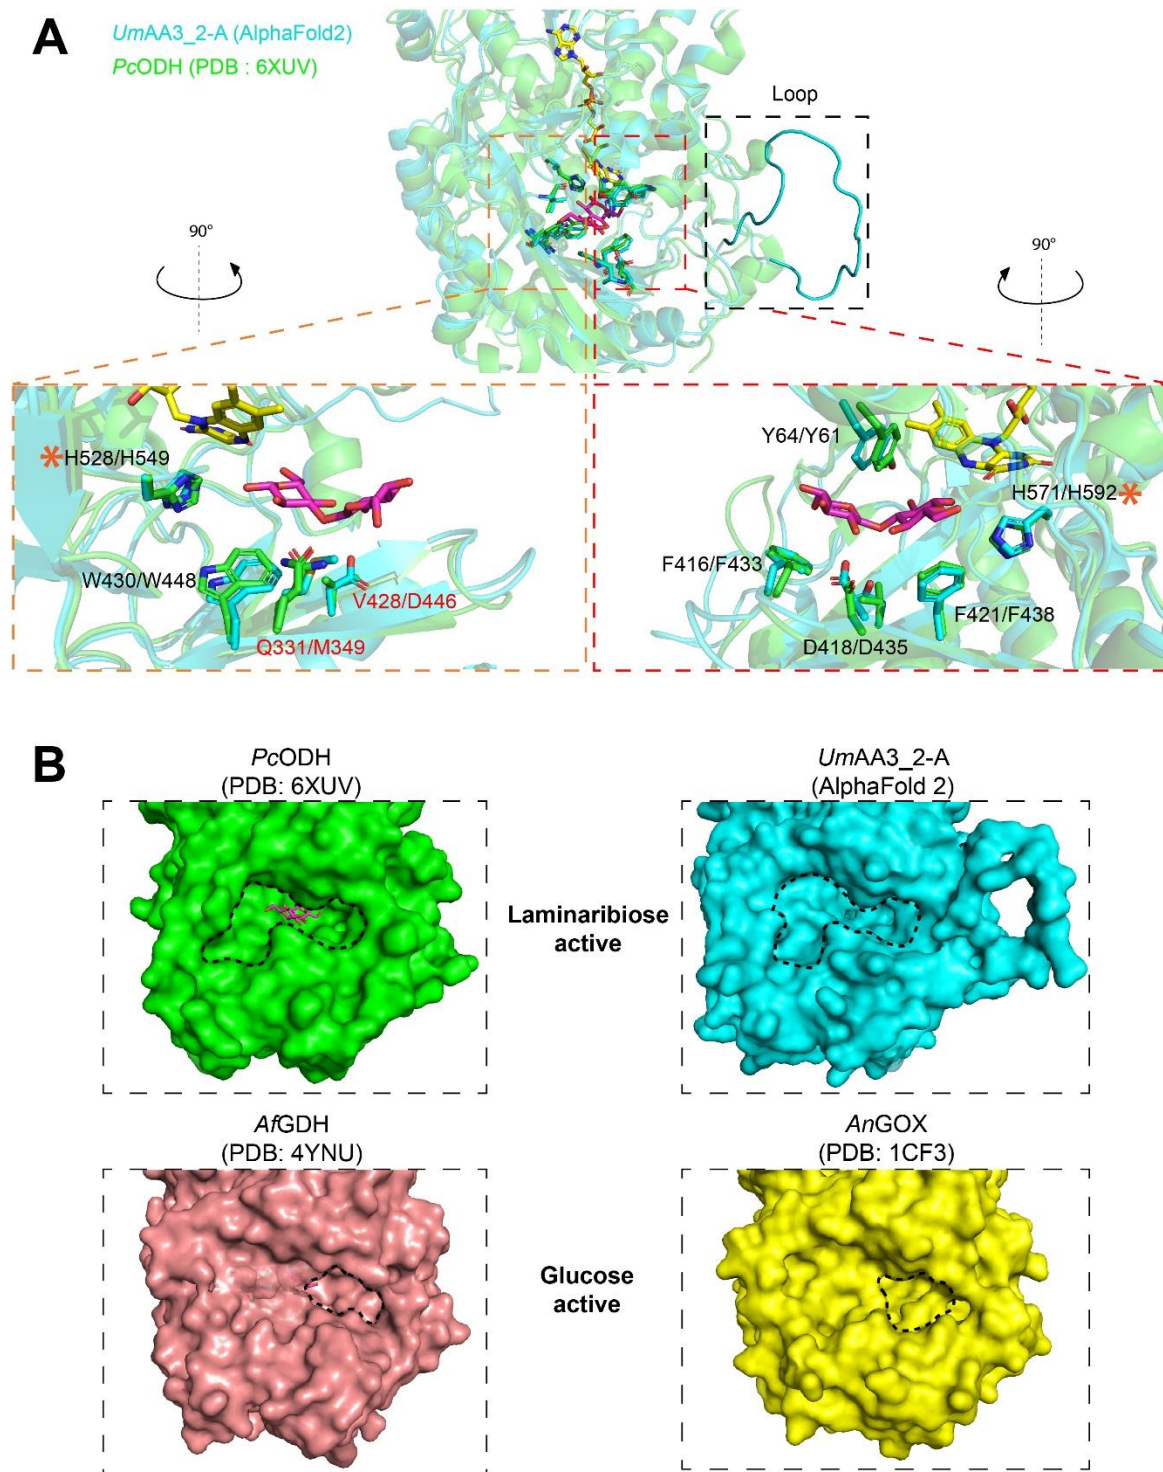 A
UmAA3_2-A (AlphaFold2)
PcODH (PDB : 6XUV)
Loop
90°
90°
*H528/H549
W430/W448
V428/D446
Q331/M349
Y64/Y61
H571/H592*
F416/F433
F421/F438
D418/D435
B
PcODH
(PDB: 6XUV)
UmAA3_2-A
(AlphaFold 2)
Laminaribiose
active
AfGDH
(PDB: 4YNU)
AnGOX
(PDB: 1CF3)
Glucose
active